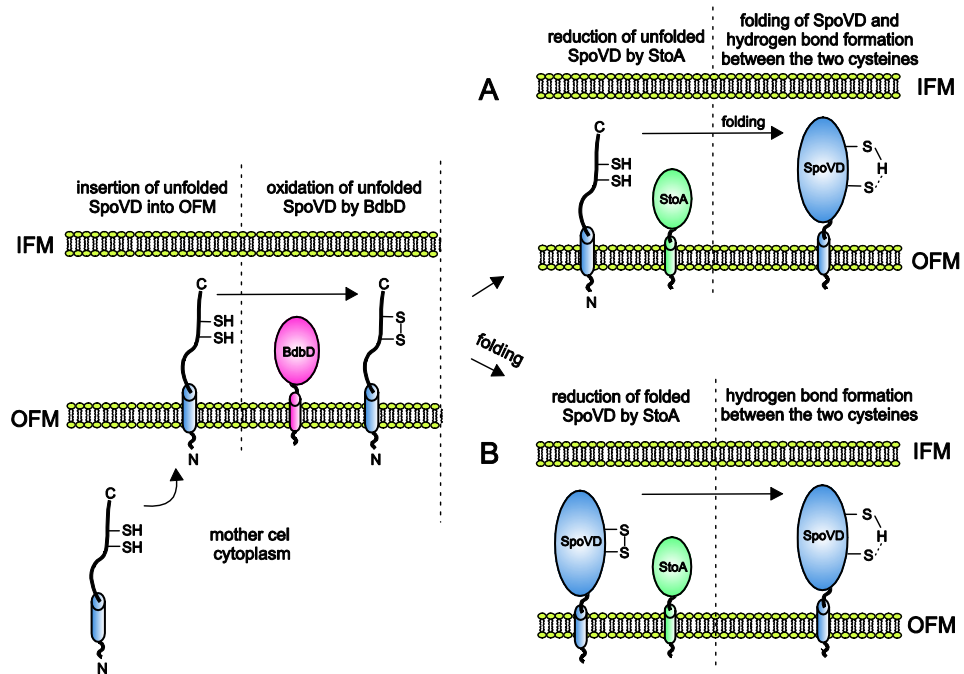 insertion of unfolded
SpoVD into OFM
oxidation of unfolded
SpoVD by BdbD
IFM
C
SH
SH
C
S
S
BdbD
OFM
N
N
C
SH
SH
N
mother cel
cytoplasm
folding
A
reduction of unfolded
SpoVD by StoA
folding of SpoVD and
hydrogen bond formation
between the two cysteines
IFM
C
folding
SH
SH
StoA
SpoVD
S
H
S
OFM
N
B
reduction of folded
SpoVD by StoA
hydrogen bond formation
between the two cysteines
IFM
SpoVD
S
S
StoA
SpoVD
S
H
S
OFM